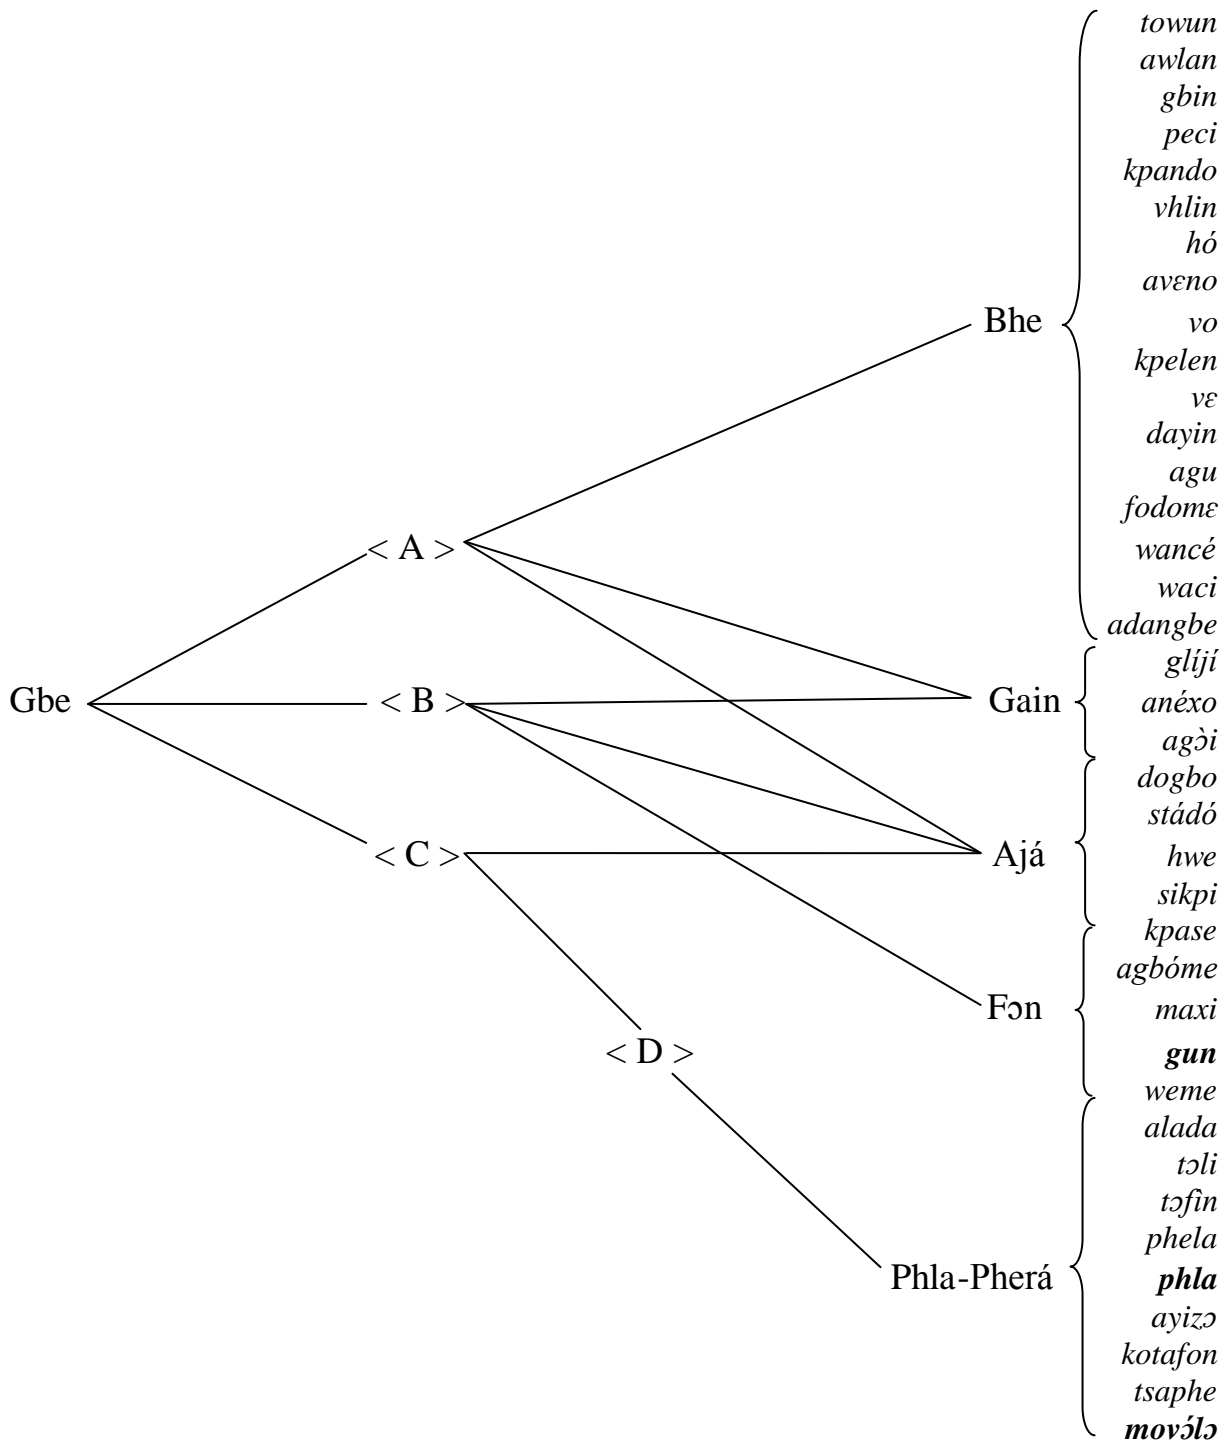 towun
awlan
gbin
peci
kpando
vhlin
hó
avɛno
Bhe
vo
kpelen
vɛ
dayin
agu
fodomɛ
< A >
wancé
waci
adangbe
glíjí
Gbe
< B >
Gain
anéxo
agɔ̀i
dogbo
stádó
< C >
Ajá
hwe
sikpi
kpase
agbóme
Fɔn
maxi
< D >
gun
weme
alada
tɔli
tɔfìn
phela
Phla-Pherá
phla
ayizɔ
kotafon
tsaphe
movɔ́lɔ